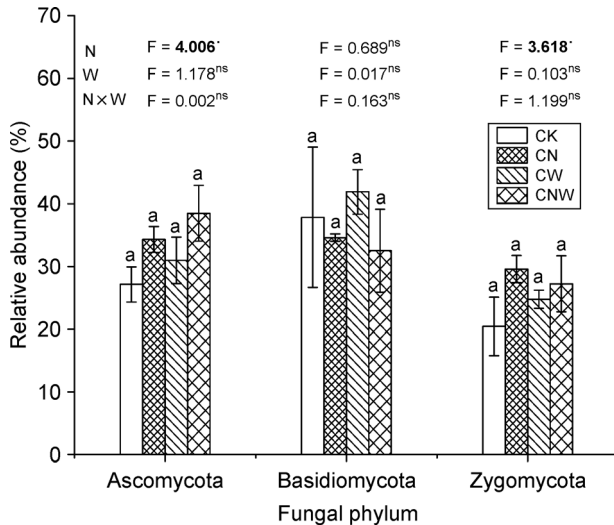 70
60
50
40
30
20
10
0
Relative abundance (%)
N F = 4.006· F = 0.689ns F = 3.618·
W F = 1.178ns F = 0.017ns F = 0.103ns
N×W F = 0.002ns F = 0.163ns F = 1.199ns
CK
CN
CW
CNW
a a a a a a a a a a a a
Ascomycota Basidiomycota Zygomycota
Fungal phylum